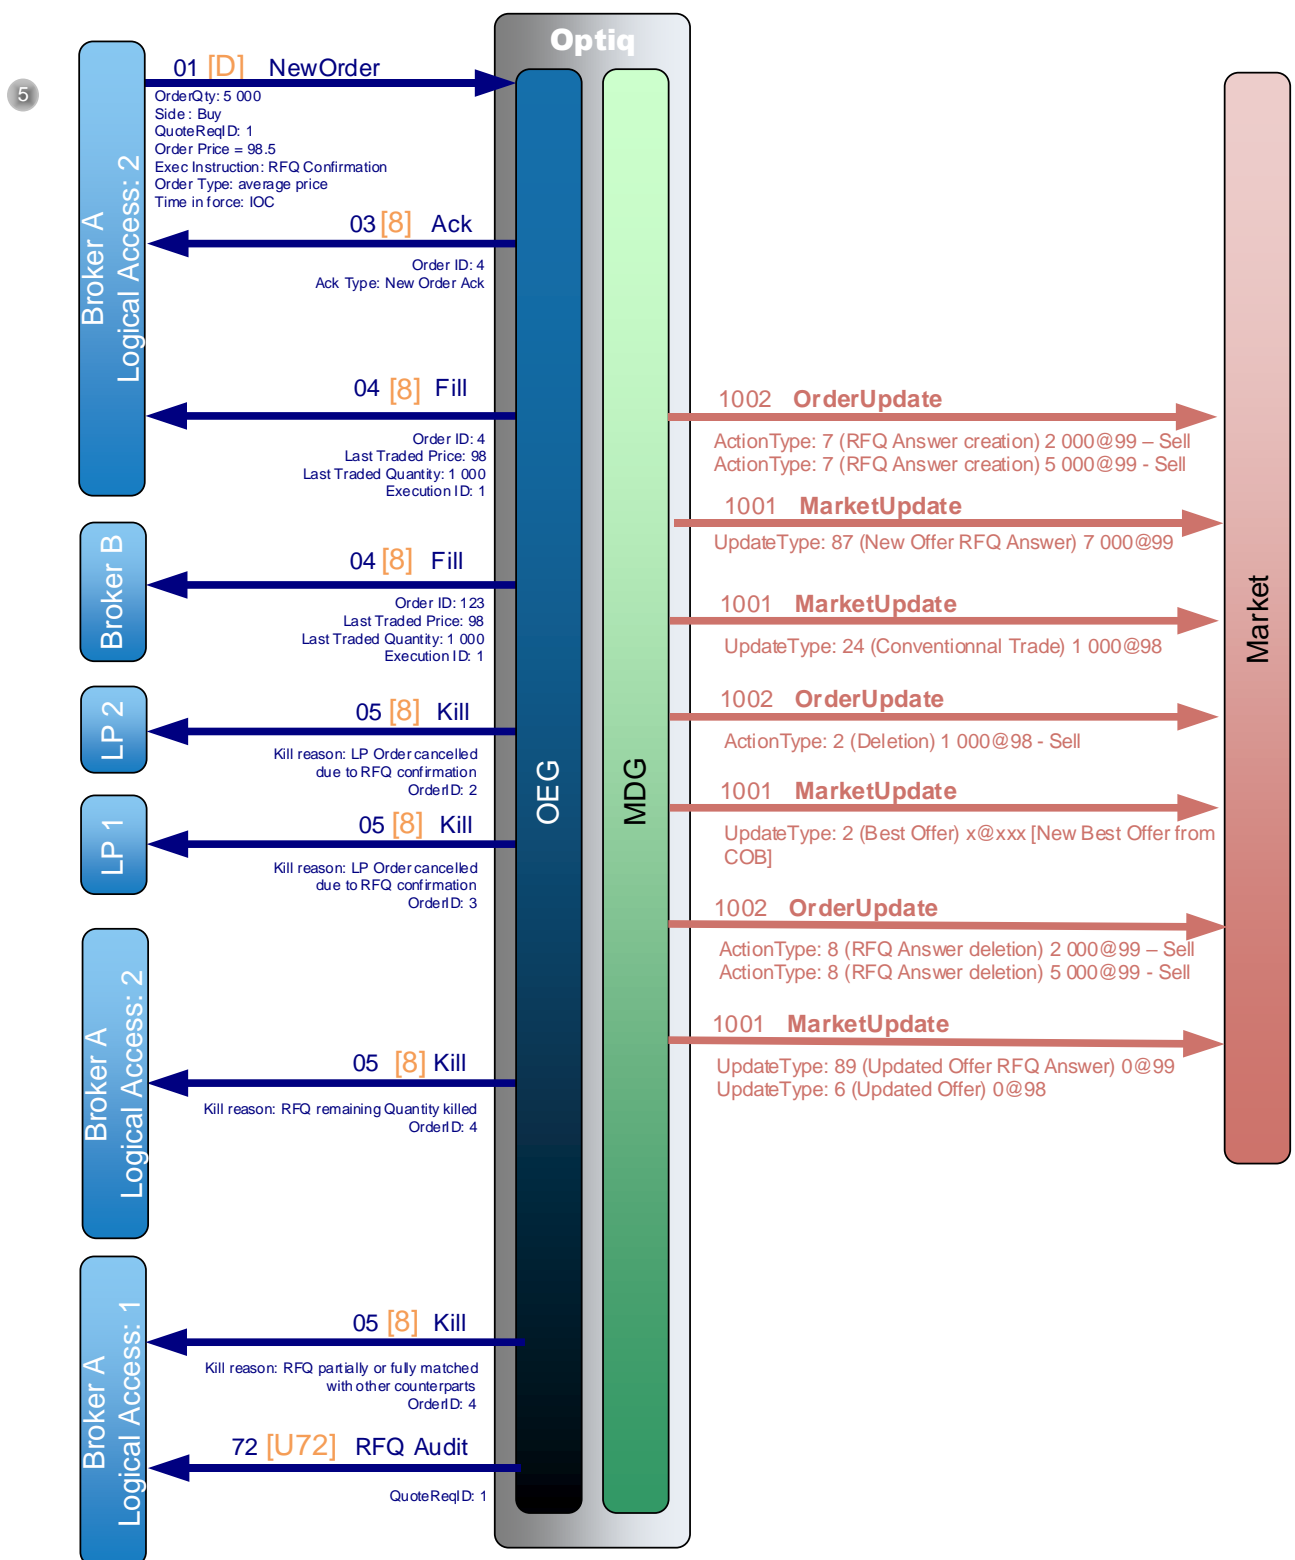 Optiq
5
01 [D] NewOrder
OrderQty: 5 000
Side : Buy
QuoteReqID: 1
Order Price = 98.5
Exec Instruction: RFQ Confirmation
Order Type: average price
Time in force: IOC
03 [8] Ack
Order ID: 4
Ack Type: New Order Ack
04 [8] Fill
Order ID: 4
Last Traded Price: 98
Last Traded Quantity: 1 000
Execution ID: 1
Broker A
Logical Access: 2
04 [8] Fill
Order ID: 123
Last Traded Price: 98
Last Traded Quantity: 1 000
Execution ID: 1
Broker B
05 [8] Kill
Kill reason: LP Order cancelled
due to RFQ confirmation
OrderID: 2
LP 2
05 [8] Kill
Kill reason: LP Order cancelled
due to RFQ confirmation
OrderID: 3
LP 1
05 [8] Kill
Kill reason: RFQ remaining Quantity killed
OrderID: 4
Broker A
Logical Access: 2
05 [8] Kill
Kill reason: RFQ partially or fully matched
with other counterparts
OrderID: 4
72 [U72] RFQ Audit
QuoteReqID: 1
Broker A
Logical Access: 1
OEG
MDG
1002 OrderUpdate
ActionType: 7 (RFQ Answer creation) 2 000@99 – Sell
ActionType: 7 (RFQ Answer creation) 5 000@99 - Sell
1001 MarketUpdate
UpdateType: 87 (New Offer RFQ Answer) 7 000@99
1001 MarketUpdate
UpdateType: 24 (Conventionnal Trade) 1 000@98
1002 OrderUpdate
ActionType: 2 (Deletion) 1 000@98 - Sell
1001 MarketUpdate
UpdateType: 2 (Best Offer) x@xxx [New Best Offer from
COB]
1002 OrderUpdate
ActionType: 8 (RFQ Answer deletion) 2 000@99 – Sell
ActionType: 8 (RFQ Answer deletion) 5 000@99 - Sell
1001 MarketUpdate
UpdateType: 89 (Updated Offer RFQ Answer) 0@99
UpdateType: 6 (Updated Offer) 0@98
Market